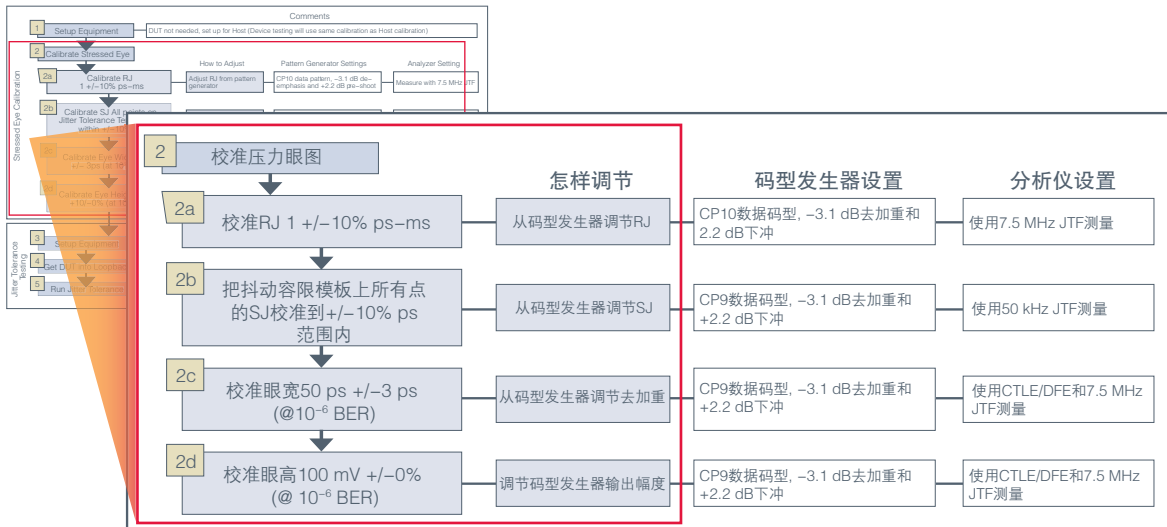 Comments
1
Setup Equipment
DUT not needed, set up for Host (Device testing will use same calibration as Host calibration)
2
Calibrate Stressed Eye
How to Adjust
Pattern Generator Settings
Analyzer Setting
2a
Calibrate RJ
1 +/-10% ps-ms
Adjust RJ from pattern
generator
CP10 data pattern, -3.1 dB de-
emphasis and +2.2 dB pre-shoot
Measure with 7.5 MHz JTF
2b
Calibrate SJ All points on
Jitter Tolerance
Stressed Eye Calibration
3
Setup Equipment
4
5
Run Jitter Tolerance
Jitter Tolerance
Testing
2
校准压力眼图
怎样调节
码型发生器设置
分析仪设置
2a
校准RJ 1 +/-10% ps-ms
从码型发生器调节RJ
CP10数据码型, -3.1 dB去加重和
2.2 dB下冲
使用7.5 MHz JTF测量
2b
把抖动容限模板上所有点
的SJ校准到+/-10% ps
范围内
从码型发生器调节SJ
CP9数据码型, -3.1 dB去加重和
+2.2 dB下冲
使用50 kHz JTF测量
2c
校准眼宽50 ps +/-3 ps
(@10⁻⁶ BER)
从码型发生器调节去加重
CP9数据码型, -3.1 dB去加重和
+2.2 dB下冲
使用CTLE/DFE和7.5 MHz
JTF测量
2d
校准眼高100 mV +/-0%
(@ 10⁻⁶ BER)
调节码型发生器输出幅度
CP9数据码型, -3.1 dB去加重和
+2.2 dB下冲
使用CTLE/DFE和7.5 MHz
JTF测量